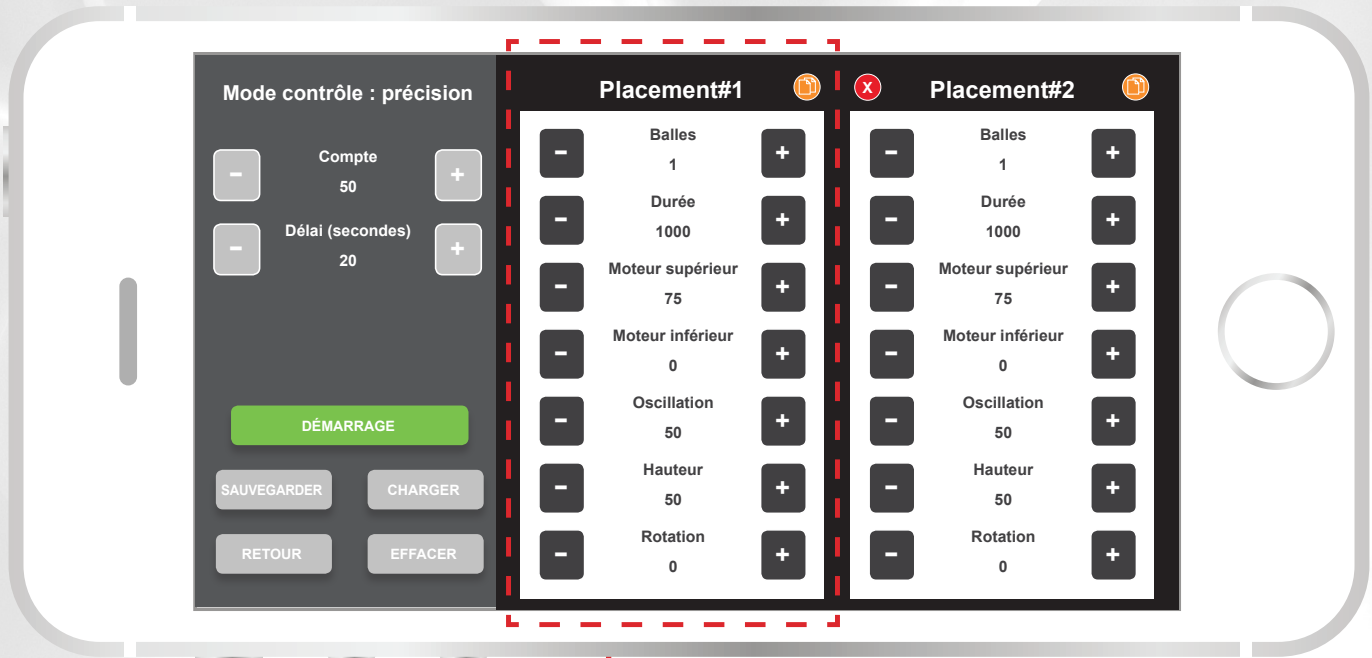 Mode contrôle : précision
-
Compte
50
+
-
Délai (secondes)
20
+
DÉMARRAGE
SAUVEGARDER
CHARGER
RETOUR
EFFACER
Placement#1
-
Balles
1
+
-
Durée
1000
+
-
Moteur supérieur
75
+
-
Moteur inférieur
0
+
-
Oscillation
50
+
-
Hauteur
50
+
-
Rotation
0
+
X
Placement#2
-
Balles
1
+
-
Durée
1000
+
-
Moteur supérieur
75
+
-
Moteur inférieur
0
+
-
Oscillation
50
+
-
Hauteur
50
+
-
Rotation
0
+